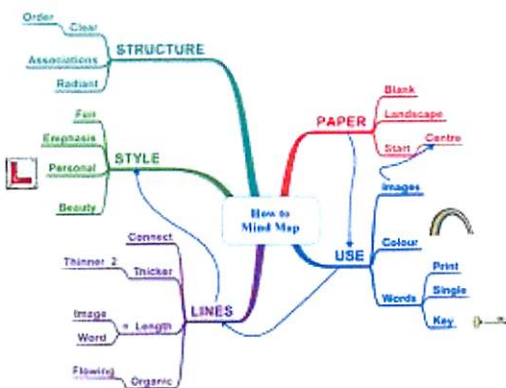 How to
Mind Map
PAPER
Blank
Landscape
Start
Centre
USE
Images
Colour
Words
Print
Single
Key
LINES
Connect
Thicker
Thinner 2
= Length
Image
Word
Organic
Flowing
STYLE
Fun
Emphasis
Personal
Beauty
L
STRUCTURE
Clear
Order
Associations
Radiant